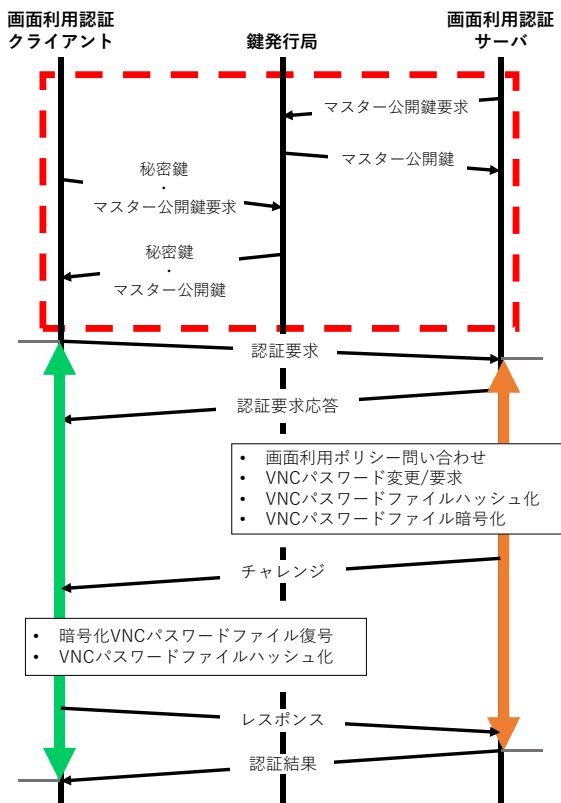 画面利用認証
クライアント
鍵発行局
画面利用認証
サーバ
マスター公開鍵要求
マスター公開鍵
秘密鍵
・
マスター公開鍵要求
秘密鍵
・
マスター公開鍵
認証要求
認証要求応答
• 画面利用ポリシー問い合わせ
• VNCパスワード変更/要求
• VNCパスワードファイルハッシュ化
• VNCパスワードファイル暗号化
チャレンジ
• 暗号化VNCパスワードファイル復号
• VNCパスワードファイルハッシュ化
レスポンス
認証結果